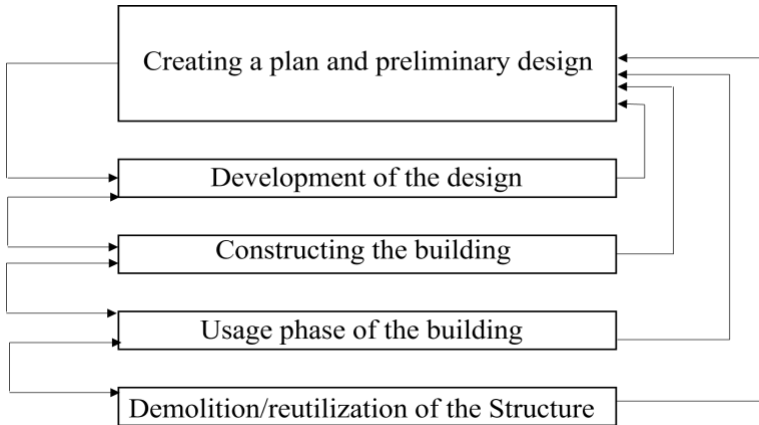 Creating a plan and preliminary design
Development of the design
Constructing the building
Usage phase of the building
Demolition/reutilization of the Structure